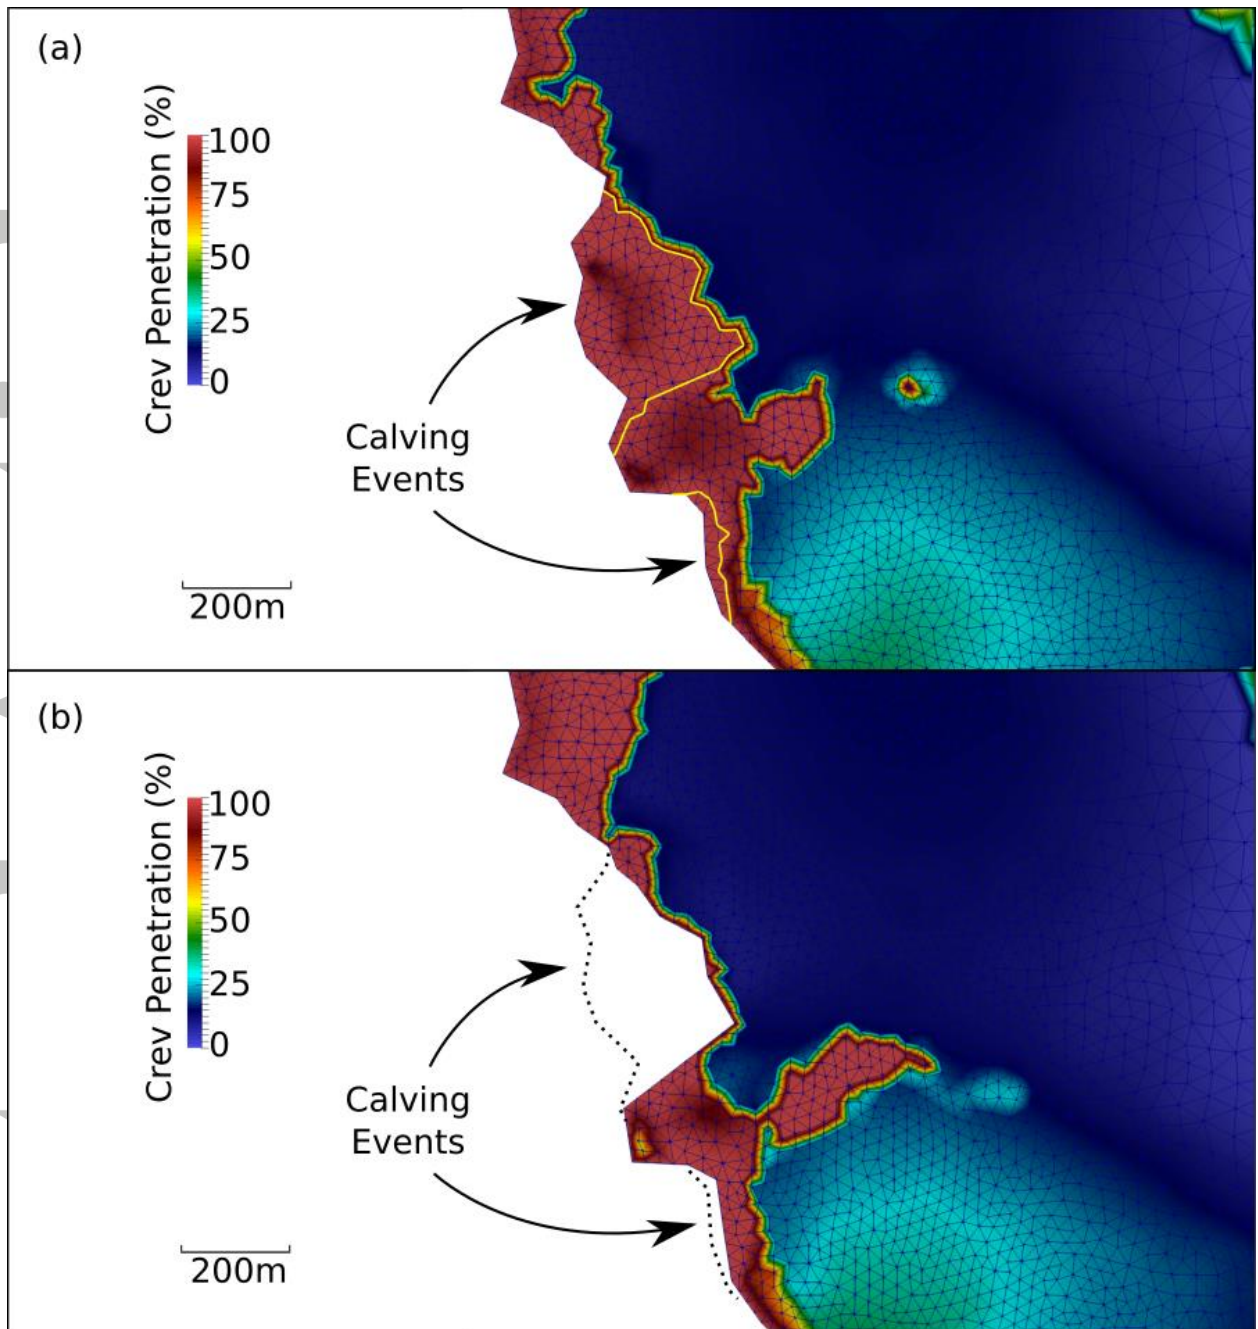 (a)
Crev Penetration (%)
100
75
50
25
0
Calving
Events
200m
(b)
Crev Penetration (%)
100
75
50
25
0
Calving
Events
200m